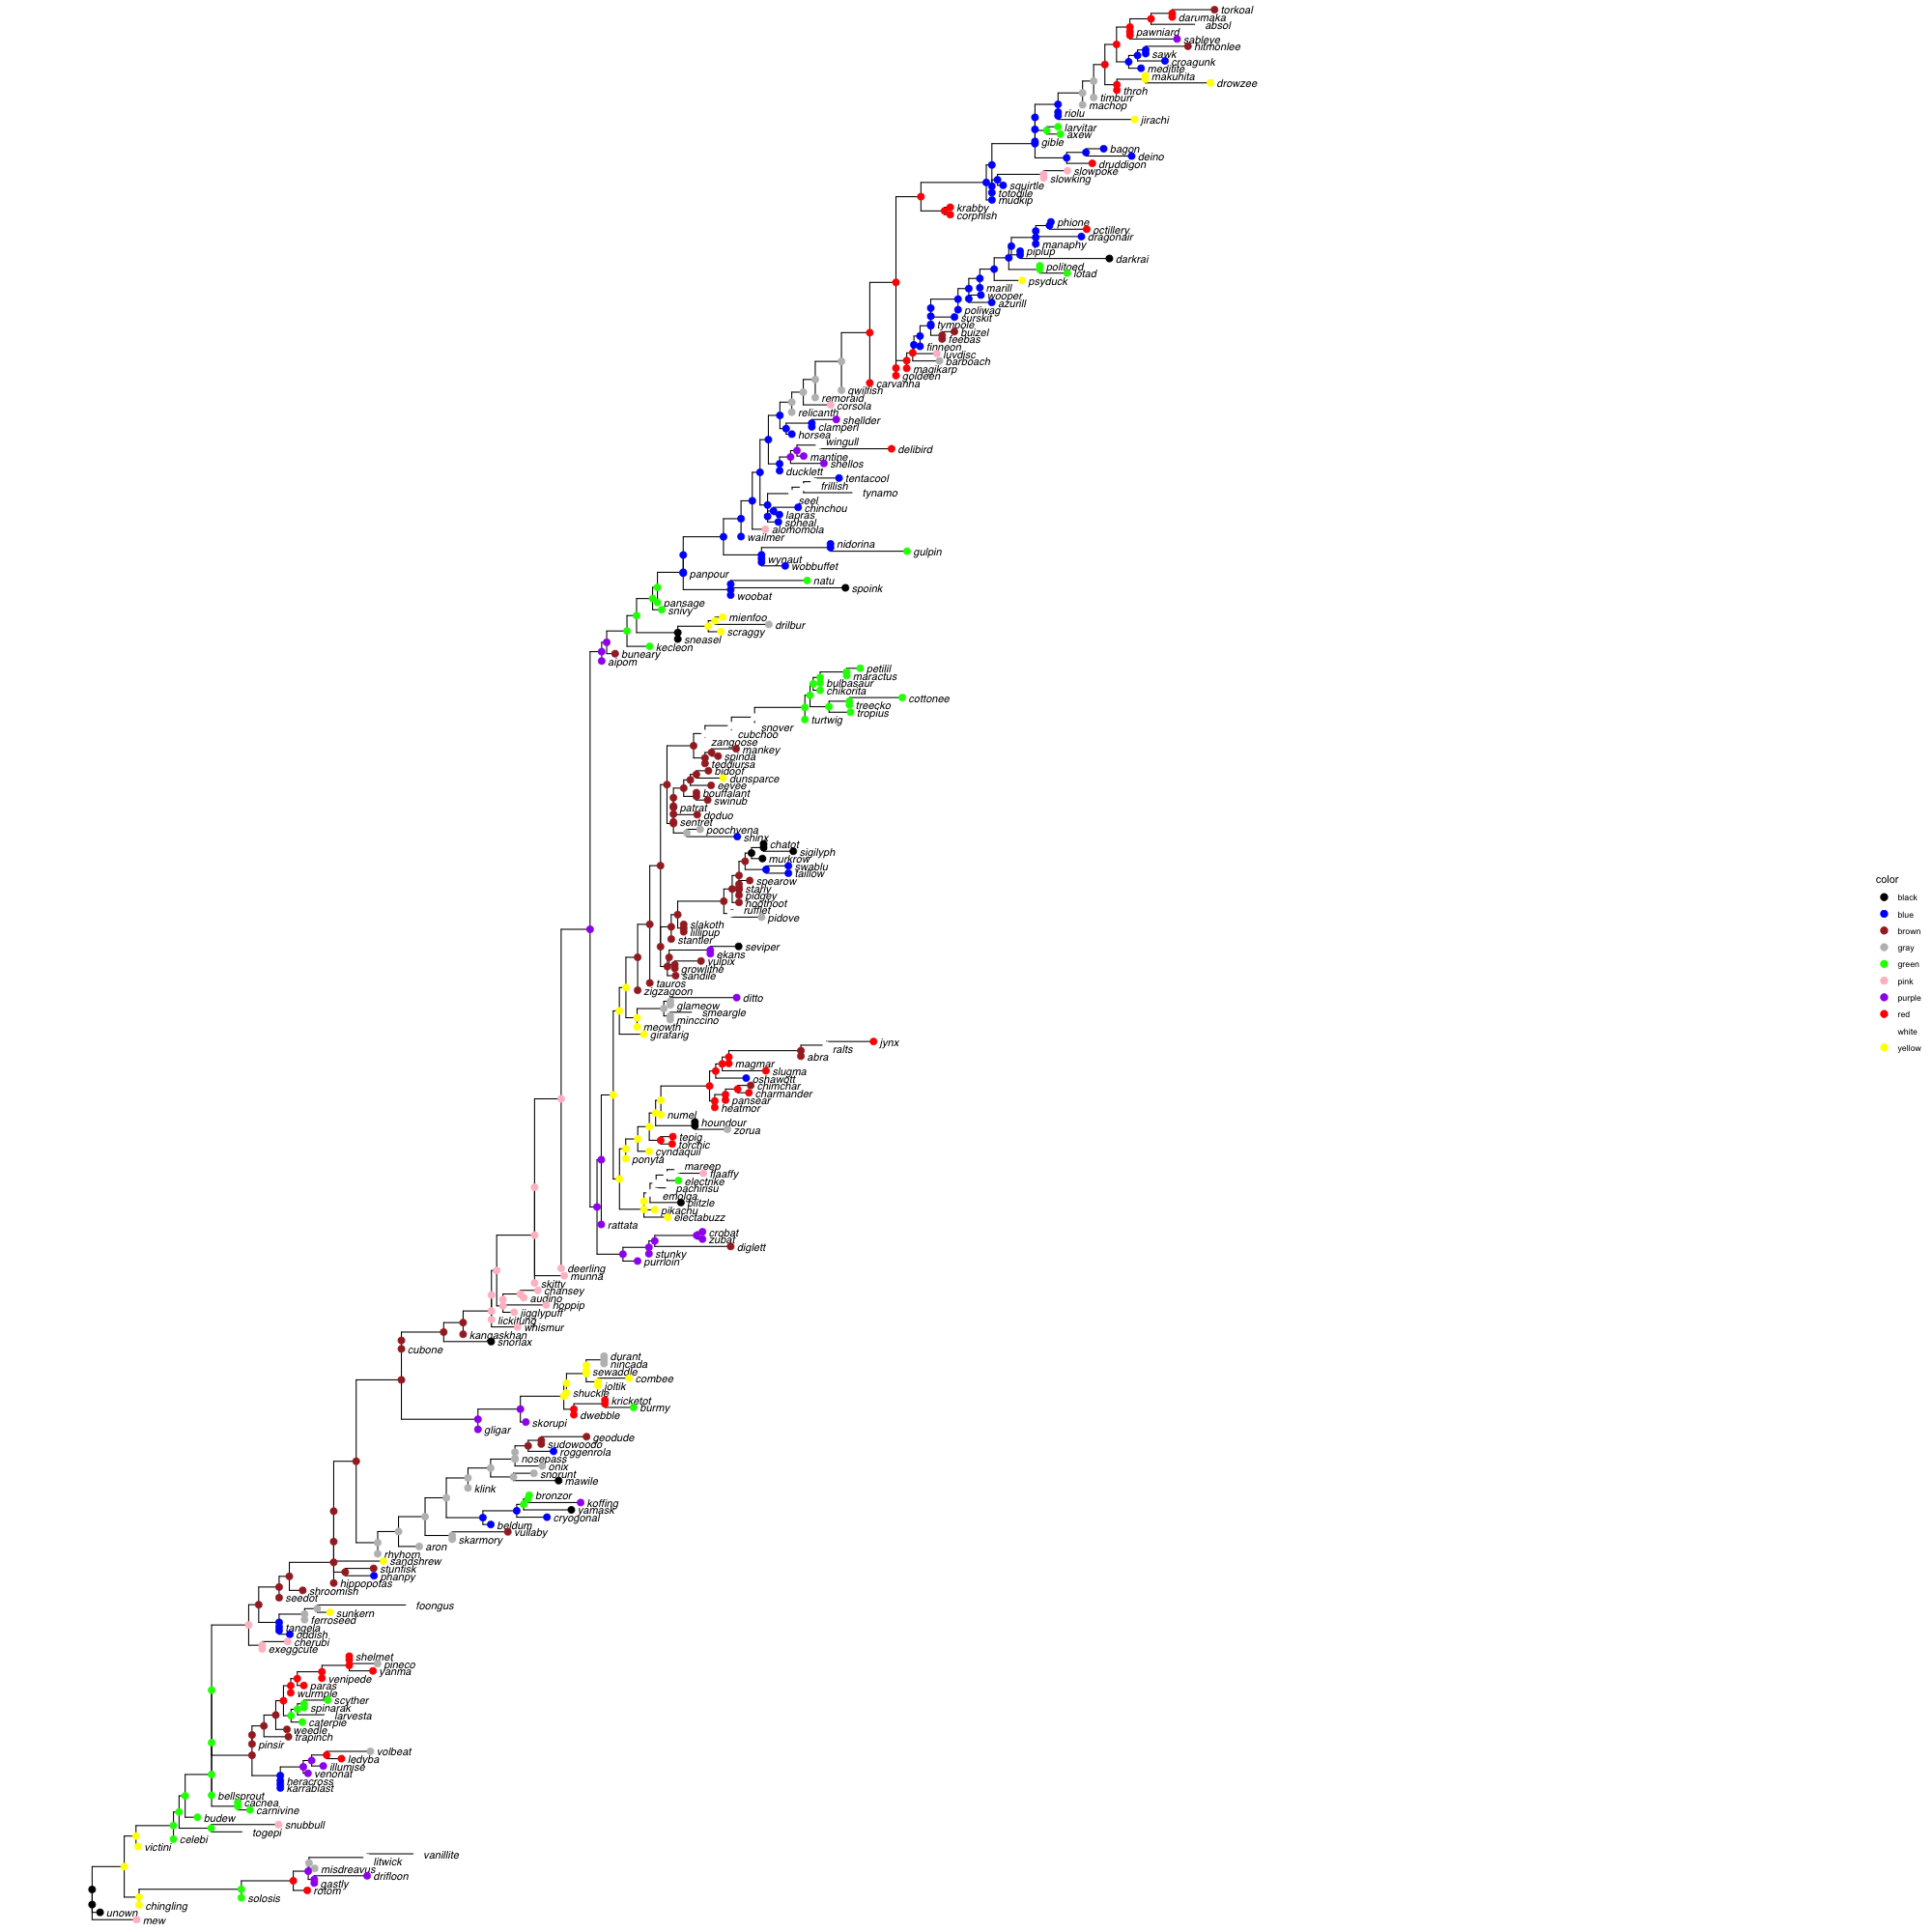 torkoal
darumaka
absol
pawniard
sableye
hitmonlee
sawk
croagunk
meditite
makuhita
drowzee
throh
timburr
machop
riolu
jirachi
larvitar
axew
gible
bagon
deino
druddigon
slowpoke
slowking
squirtle
totodile
mudkip
krabby
corphish
phione
octillery
dragonair
manaphy
piplup
darkrai
politoed
lotad
psyduck
marill
wooper
azurill
poliwag
surskit
tympole
buizel
feebas
finneon
luvdisc
barboach
magikarp
goldeen
carvanha
qwilfish
remoraid
corsola
relicanth
shellder
clamperl
horsea
wingull
delibird
mantine
shellos
ducklett
tentacool
frillish
tynamo
seel
chinchou
lapras
spheal
alomomola
wailmer
nidorina
gulpin
wynaut
wobbuffet
panpour
natu
spoink
woobat
pansage
snivy
mienfoo
drilbur
scraggy
sneasel
kecleon
buneary
aipom
petilil
maractus
bulbasaur
chikorita
cottonee
treecko
tropius
turtwig
snover
cubchoo
zangoose
mankey
spinda
teddiursa
bidoof
dunsparce
eevee
bouffalant
swinub
patrat
doduo
sentret
poochyena
shinx
chatot
sigilyph
murkrow
swablu
taillow
spearow
starly
pidgey
hoothoot
rufflet
pidove
slakoth
lillipup
stantler
seviper
ekans
vulpix
growlithe
sandile
tauros
zigzagoon
ditto
glameow
smeargle
minccino
meowth
girafarig
jynx
ralts
abra
magmar
slugma
oshawott
chimchar
charmander
pansear
heatmor
numel
houndour
zorua
tepig
torchic
cyndaquil
ponyta
mareep
flaaffy
electrike
pachirisu
emolga
blitzle
pikachu
electabuzz
rattata
crobat
zubat
diglett
stunky
purrloin
deerling
munna
skitty
chansey
audino
hoppip
jigglypuff
lickitung
whismur
kangaskhan
snorlax
cubone
durant
nincada
sewaddle
combee
joltik
shuckle
kricketot
burmy
dwebble
skorupi
gligar
geodude
sudowoodo
roggenrola
nosepass
onix
snorunt
mawile
klink
bronzor
koffing
yamask
cryogonal
beldum
vullaby
skarmory
aron
rhyhorn
sandshrew
stunfisk
phanpy
hippopotas
shroomish
seedot
foongus
sunkern
ferroseed
tangela
oddish
cherubi
exeggcute
shelmet
pineco
yanma
venipede
paras
wurmple
scyther
spinarak
larvesta
caterpie
weedle
trapinch
pinsir
volbeat
ledyba
illumise
venonat
heracross
karrablast
bellsprout
cacnea
carnivine
budew
snubbull
togepi
celebi
victini
vanillite
litwick
misdreavus
drifloon
gastly
rotom
solosis
chingling
unown
mew
color
black
blue
brown
gray
green
pink
purple
red
white
yellow